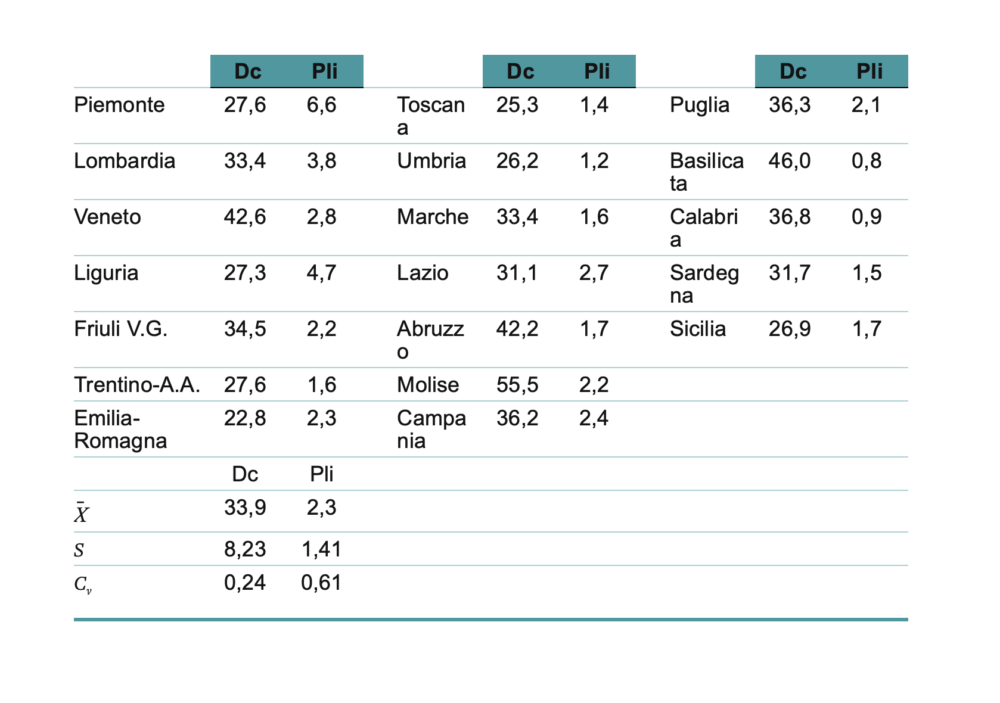 Dc Pli Dc Pli Dc Pli
Piemonte 27,6 6,6 Toscan 25,3 1,4 Puglia 36,3 2,1
a
Lombardia 33,4 3,8 Umbria 26,2 1,2 Basilica 46,0 0,8
ta
Veneto 42,6 2,8 Marche 33,4 1,6 Calabri 36,8 0,9
a
Liguria 27,3 4,7 Lazio 31,1 2,7 Sardeg 31,7 1,5
na
Friuli V.G. 34,5 2,2 Abruzz 42,2 1,7 Sicilia 26,9 1,7
o
Trentino-A.A. 27,6 1,6 Molise 55,5 2,2
Emilia- 22,8 2,3 Campa 36,2 2,4
Romagna nia
Dc Pli
X̄ 33,9 2,3
S 8,23 1,41
Cᵥ 0,24 0,61